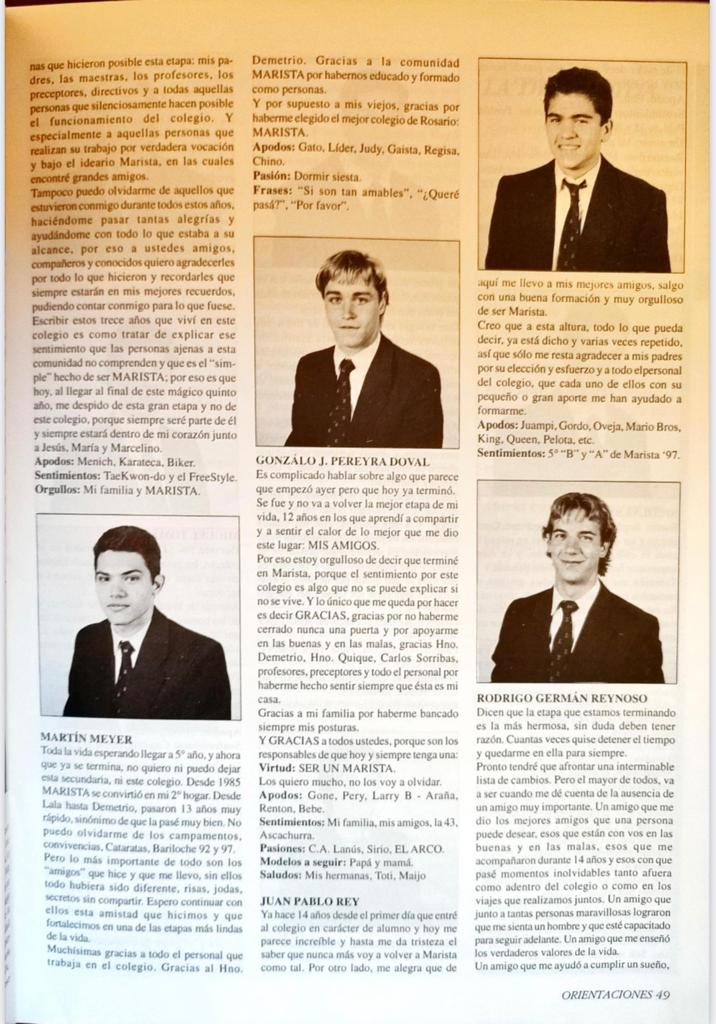 nas que hicieron posible esta etapa: mis pa-
dres, las maestras, los profesores, los
preceptores, directivos y a todas aquellas
personas que silenciosamente hacen posible
el funcionamiento del colegio. Y
especialmente a aquellas personas que
realizan su trabajo por verdadera vocación
y bajo el ideario Marista, en las cuales
encontré grandes amigos.
Tampoco puedo olvidarme de aquellos que
estuvieron conmigo durante todos estos años,
haciéndome pasar tantas alegrías y
ayudándome con todo lo que estaba a su
alcance, por eso a ustedes amigos,
compañeros y conocidos quiero agradecerles
por todo lo que hicieron y recordarles que
siempre estarán en mis mejores recuerdos,
pudiendo contar conmigo para lo que fuese.
Escribir estos trece años que viví en este
colegio es como tratar de explicar ese
sentimiento que las personas ajenas a esta
comunidad no comprenden y que es el "sim-
ple" hecho de ser MARISTA; por eso es que
hoy, al llegar al final de este mágico quinto
año, me despido de esta gran etapa y no de
este colegio, porque siempre seré parte de él
y siempre estará dentro de mi corazón junto
a Jesús, María y Marcelino.
Apodos: Menich, Karateca, Biker.
Sentimientos: TaeKwon-do y el FreeStyle.
Orgullos: Mi familia y MARISTA.
MARTÍN MEYER
Toda la vida esperando llegar a 5º año, y ahora
que ya se termina, no quiero ni puedo dejar
esta secundaria, ni este colegio. Desde 1985
MARISTA se convirtió en mi 2º hogar. Desde
Lala hasta Demetrio, pasaron 13 años muy
rápido, sinónimo de que la pasé muy bien. No
puedo olvidarme de los campamentos,
convivencias, Cataratas, Bariloche 92 y 97.
Pero lo más importante de todo son los
"amigos" que hice y que me llevo, sin ellos
todo hubiera sido diferente, risas, jodas,
secretos sin compartir. Espero continuar con
ellos esta amistad que hicimos y que
fortalecimos en una de las etapas más lindas
de la vida.
Muchísimas gracias a todo el personal que
trabaja en el colegio. Gracias al Hno.
Demetrio. Gracias a la comunidad
MARISTA por habernos educado y formado
como personas.
Y por supuesto a mis viejos, gracias por
haberme elegido el mejor colegio de Rosario:
MARISTA.
Apodos: Gato, Líder, Judy, Gaista, Regisa,
Chino.
Pasión: Dormir siesta.
Frases: "Si son tan amables", "¿Queré
pasá?", "Por favor".
GONZÁLO J. PEREYRA DOVAL
Es complicado hablar sobre algo que parece
que empezó ayer pero que hoy ya terminó.
Se fue y no va a volver la mejor etapa de mi
vida, 12 años en los que aprendí a compartir
y a sentir el calor de lo mejor que me dio
este lugar: MIS AMIGOS.
Por eso estoy orgulloso de decir que terminé
en Marista, porque el sentimiento por este
colegio es algo que no se puede explicar si
no se vive. Y lo único que me queda por hacer
es decir GRACIAS, gracias por no haberme
cerrado nunca una puerta y por apoyarme
en las buenas y en las malas, gracias Hno.
Demetrio, Hno. Quique, Carlos Sorribas,
profesores, preceptores y todo el personal por
haberme hecho sentir siempre que ésta es mi
casa.
Gracias a mi familia por haberme bancado
siempre mis posturas.
Y GRACIAS a todos ustedes, porque son los
responsables de que hoy y siempre tenga una:
Virtud: SER UN MARISTA.
Los quiero mucho, no los voy a olvidar.
Apodos: Gone, Pery, Larry B - Araña,
Renton, Bebe.
Sentimientos: Mi familia, mis amigos, la 43,
Ascachurra.
Pasiones: C.A. Lanús, Sirio, EL ARCO.
Modelos a seguir: Papá y mamá.
Saludos: Mis hermanas, Toti, Maijo
JUAN PABLO REY
Ya hace 14 años desde el primer día que entré
al colegio en carácter de alumno y hoy me
parece increíble y hasta me da tristeza el
saber que nunca más voy a volver a Marista
como tal. Por otro lado, me alegra que de
aquí me llevo a mis mejores amigos, salgo
con una buena formación y muy orgulloso
de ser Marista.
Creo que a esta altura, todo lo que pueda
decir, ya está dicho y varias veces repetido,
así que sólo me resta agradecer a mis padres
por su elección y esfuerzo y a todo elpersonal
del colegio, que cada uno de ellos con su
pequeño o gran aporte me han ayudado a
formarme.
Apodos: Juampi, Gordo, Oveja, Mario Bros,
King, Queen, Pelota, etc.
Sentimientos: 5º "B" y "A" de Marista '97.
RODRIGO GERMÁN REYNOSO
Dicen que la etapa que estamos terminando
es la más hermosa, sin duda deben tener
razón. Cuantas veces quise detener el tiempo
y quedarme en ella para siempre.
Pronto tendré que afrontar una interminable
lista de cambios. Pero el mayor de todos, va
a ser cuando me dé cuenta de la ausencia de
un amigo muy importante. Un amigo que me
dio los mejores amigos que una persona
puede desear, esos que están con vos en las
buenas y en las malas, esos que me
acompañaron durante 14 años y esos con que
pasé momentos inolvidables tanto afuera
como adentro del colegio o como en los
viajes que realizamos juntos. Un amigo que
junto a tantas personas maravillosas lograron
que me sienta un hombre y que esté capacitado
para seguir adelante. Un amigo que me enseñó
los verdaderos valores de la vida.
Un amigo que me ayudó a cumplir un sueño,
ORIENTACIONES 49